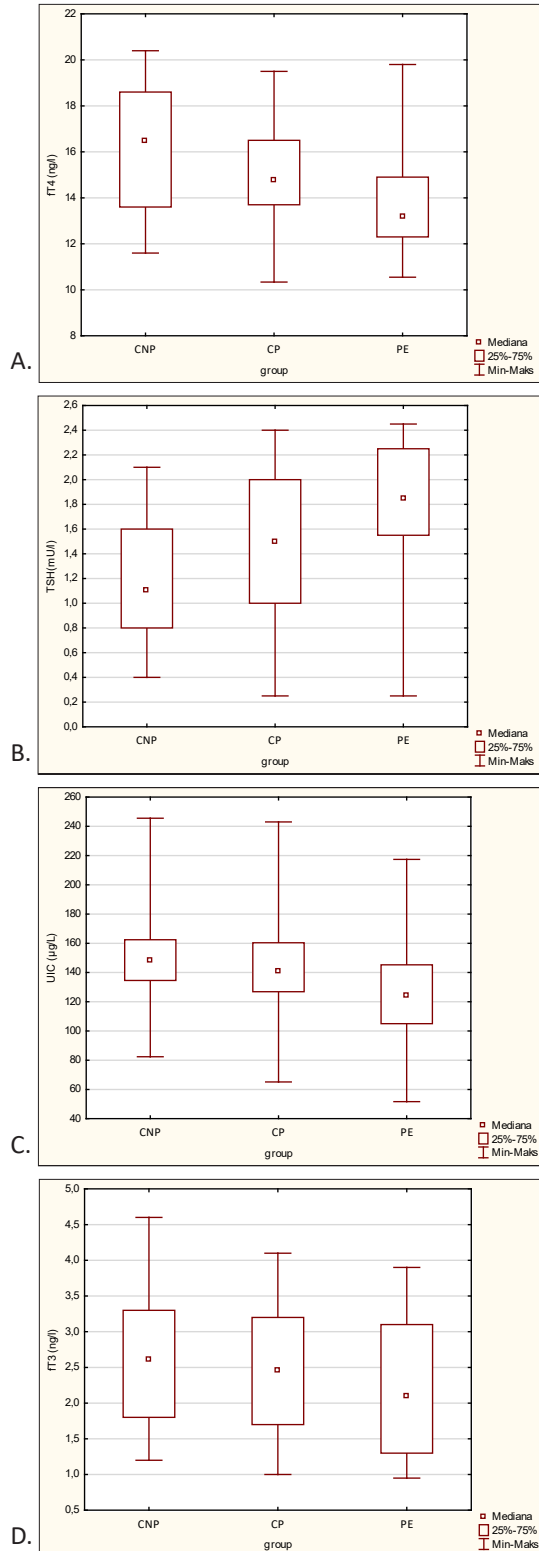 22
20
18
16
14
12
10
8
fT4 (ng/l)
CNP CP PE
group
Mediana
25%-75%
Min-Maks
A.
2,6
2,4
2,2
2,0
1,8
1,6
1,4
1,2
1,0
0,8
0,6
0,4
0,2
0,0
TSH(mU/l)
CNP CP PE
group
Mediana
25%-75%
Min-Maks
B.
260
240
220
200
180
160
140
120
100
80
60
40
UIC (µg/L)
CNP CP PE
group
Mediana
25%-75%
Min-Maks
C.
5,0
4,5
4,0
3,5
3,0
2,5
2,0
1,5
1,0
0,5
fT3 (ng/l)
CNP CP PE
group
Mediana
25%-75%
Min-Maks
D.